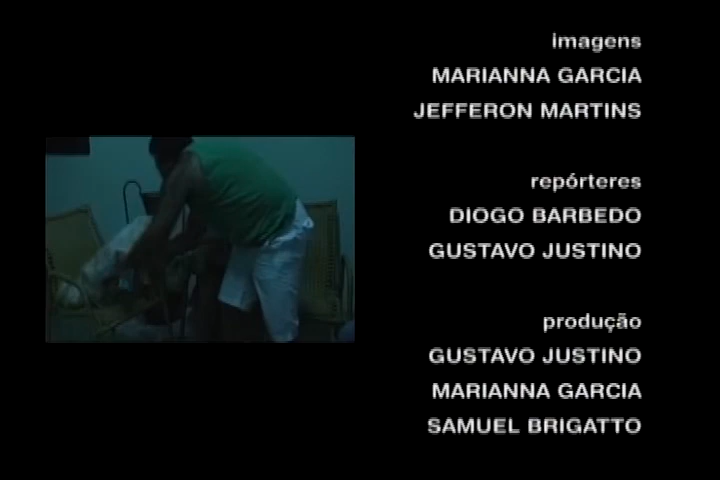 imagens
MARIANNA GARCIA
JEFFERON MARTINS
repórteres
DIOGO BARBEDO
GUSTAVO JUSTINO
produção
GUSTAVO JUSTINO
MARIANNA GARCIA
SAMUEL BRIGATTO